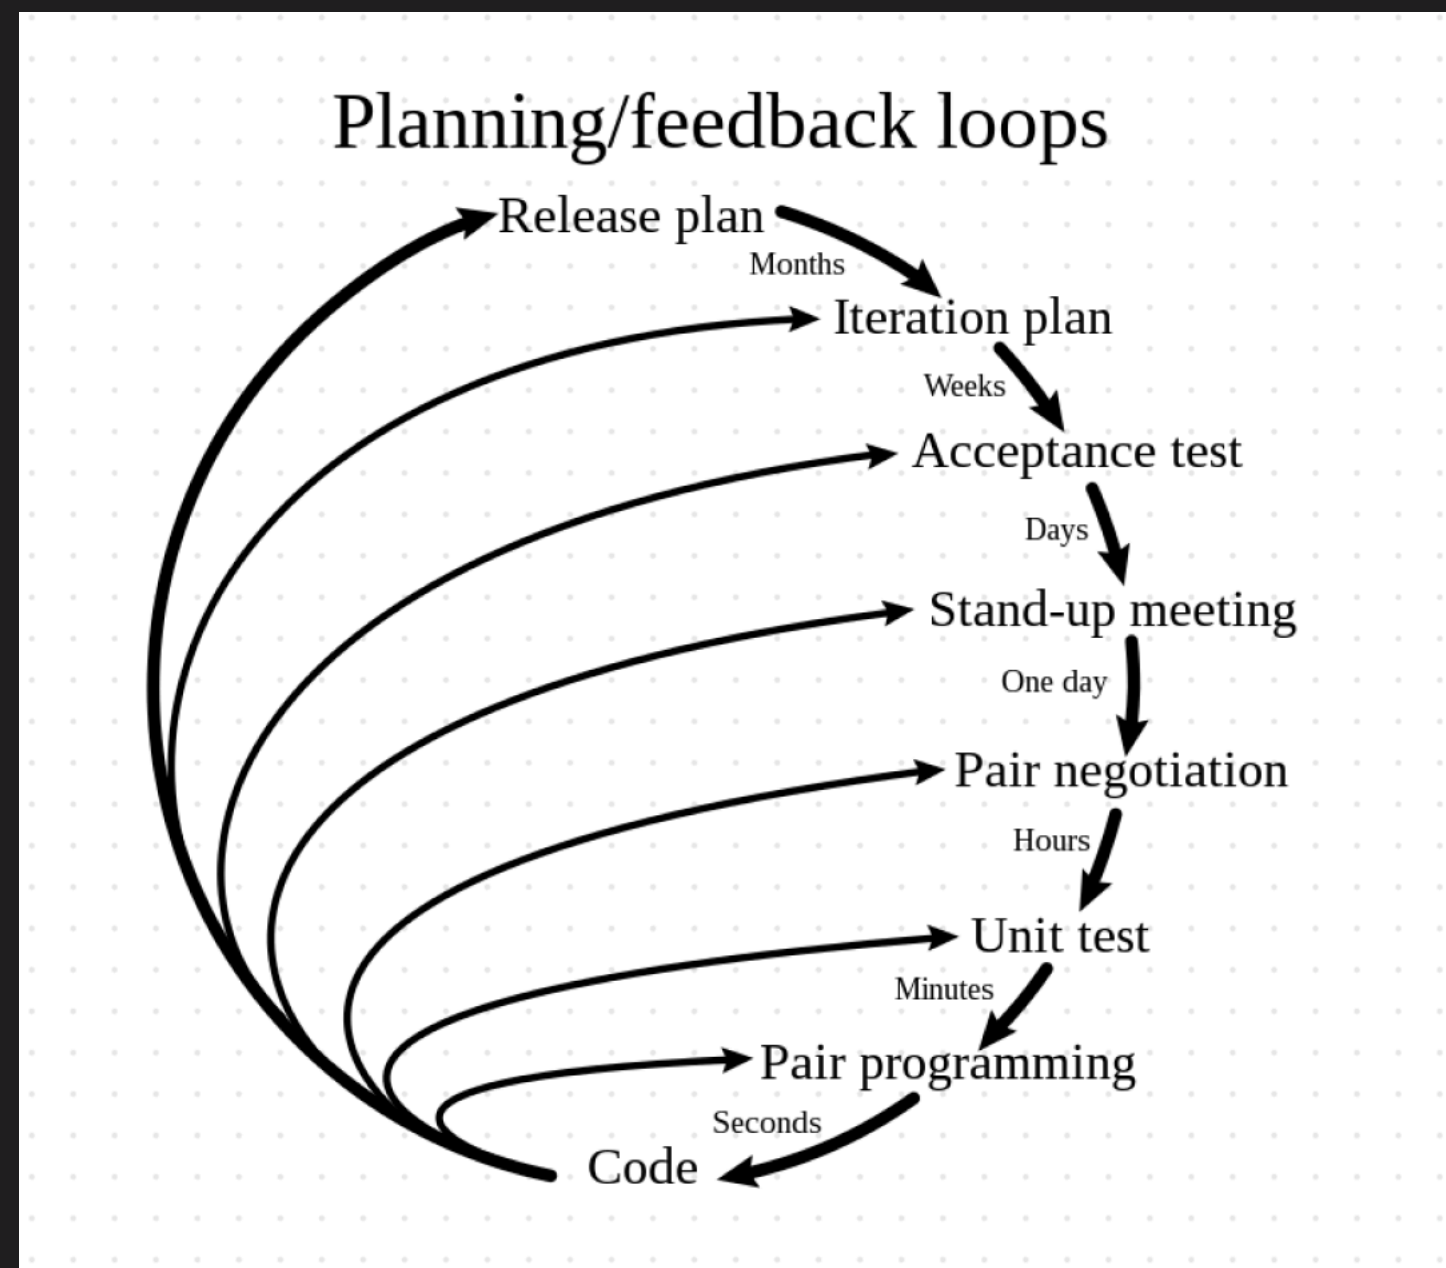 Planning/feedback loops
Release plan
Months
Iteration plan
Weeks
Acceptance test
Days
Stand-up meeting
One day
Pair negotiation
Hours
Unit test
Minutes
Pair programming
Seconds
Code